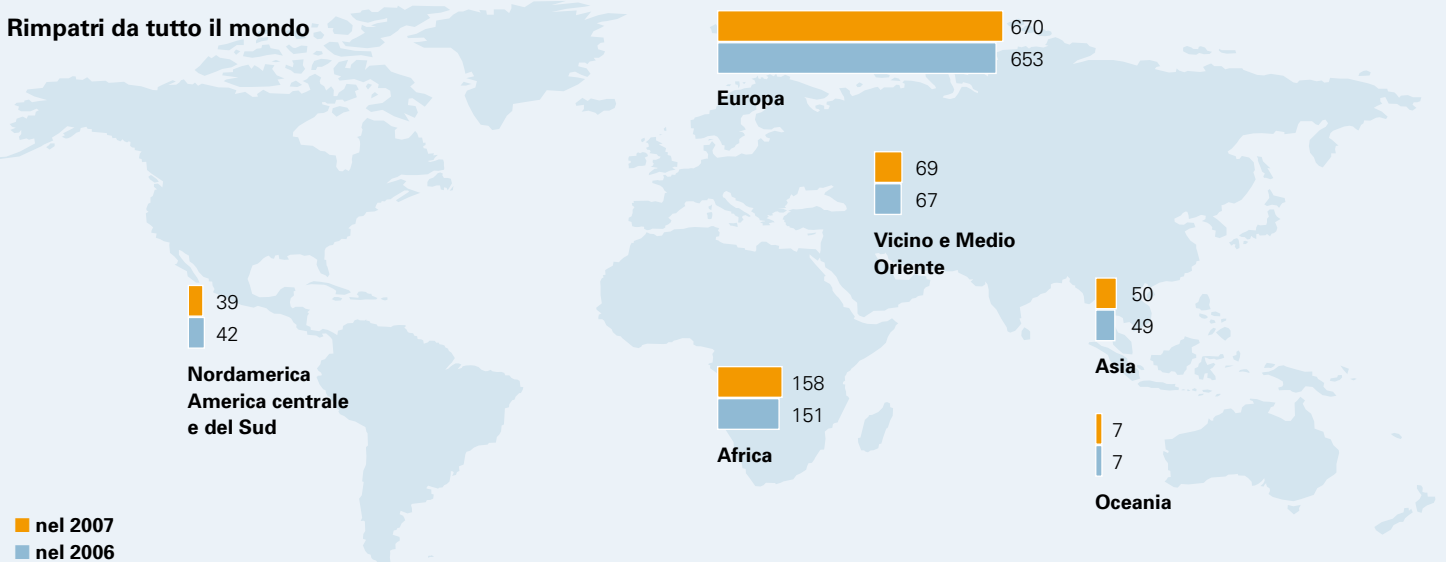 Rimpatri da tutto il mondo
670
653
Europa
69
67
Vicino e Medio
Oriente
39
42
Nordamerica
America centrale
e del Sud
50
49
Asia
158
151
Africa
7
7
Oceania
nel 2007
nel 2006